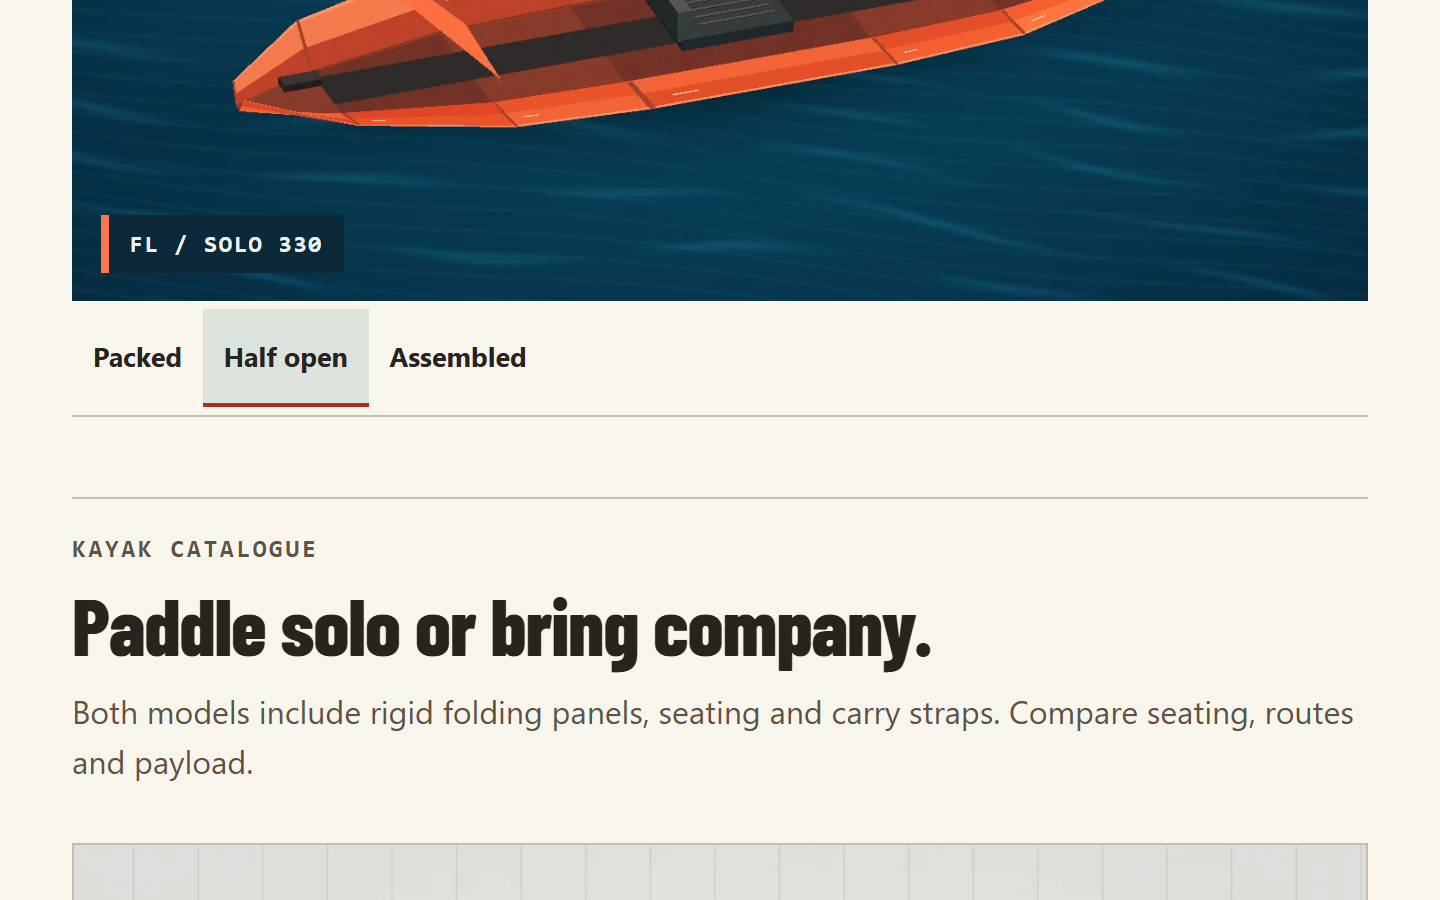 FL / SOLO 330
Packed
Half open
Assembled
KAYAK CATALOGUE
Paddle solo or bring company.
Both models include rigid folding panels, seating and carry straps. Compare seating, routes
and payload.